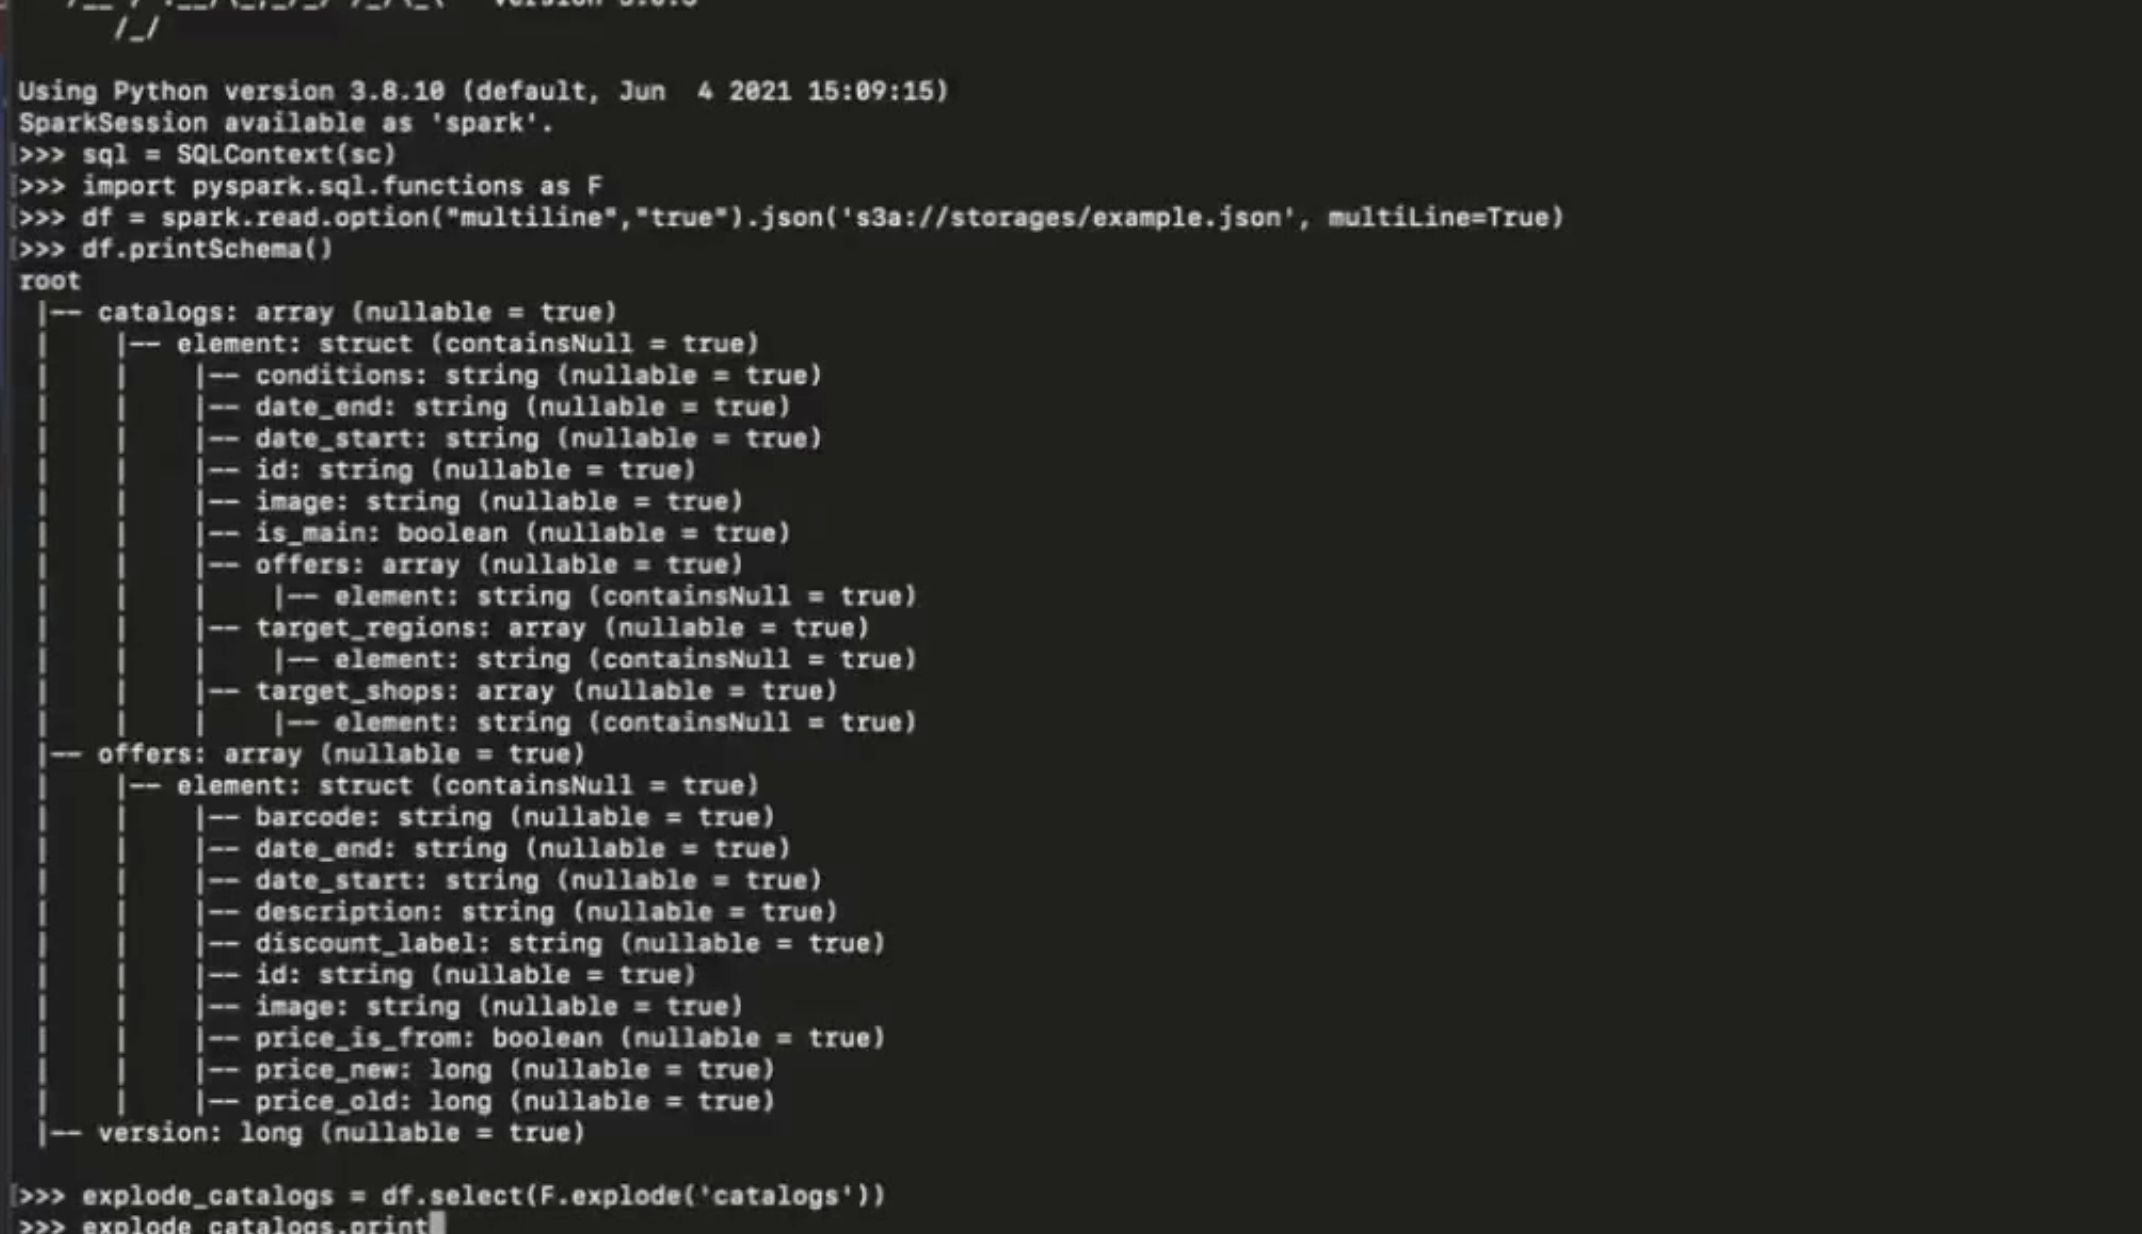 /_/
Using Python version 3.8.10 (default, Jun  4 2021 15:09:15)
SparkSession available as 'spark'.
>>> sql = SQLContext(sc)
>>> import pyspark.sql.functions as F
>>> df = spark.read.option("multiline","true").json('s3a://storages/example.json', multiLine=True)
>>> df.printSchema()
root
 |-- catalogs: array (nullable = true)
 |    |-- element: struct (containsNull = true)
 |    |    |-- conditions: string (nullable = true)
 |    |    |-- date_end: string (nullable = true)
 |    |    |-- date_start: string (nullable = true)
 |    |    |-- id: string (nullable = true)
 |    |    |-- image: string (nullable = true)
 |    |    |-- is_main: boolean (nullable = true)
 |    |    |-- offers: array (nullable = true)
 |    |    |    |-- element: string (containsNull = true)
 |    |    |-- target_regions: array (nullable = true)
 |    |    |    |-- element: string (containsNull = true)
 |    |    |-- target_shops: array (nullable = true)
 |    |    |    |-- element: string (containsNull = true)
 |-- offers: array (nullable = true)
 |    |-- element: struct (containsNull = true)
 |    |    |-- barcode: string (nullable = true)
 |    |    |-- date_end: string (nullable = true)
 |    |    |-- date_start: string (nullable = true)
 |    |    |-- description: string (nullable = true)
 |    |    |-- discount_label: string (nullable = true)
 |    |    |-- id: string (nullable = true)
 |    |    |-- image: string (nullable = true)
 |    |    |-- price_is_from: boolean (nullable = true)
 |    |    |-- price_new: long (nullable = true)
 |    |    |-- price_old: long (nullable = true)
 |-- version: long (nullable = true)
>>> explode_catalogs = df.select(F.explode('catalogs'))
>>> explode_catalogs.print